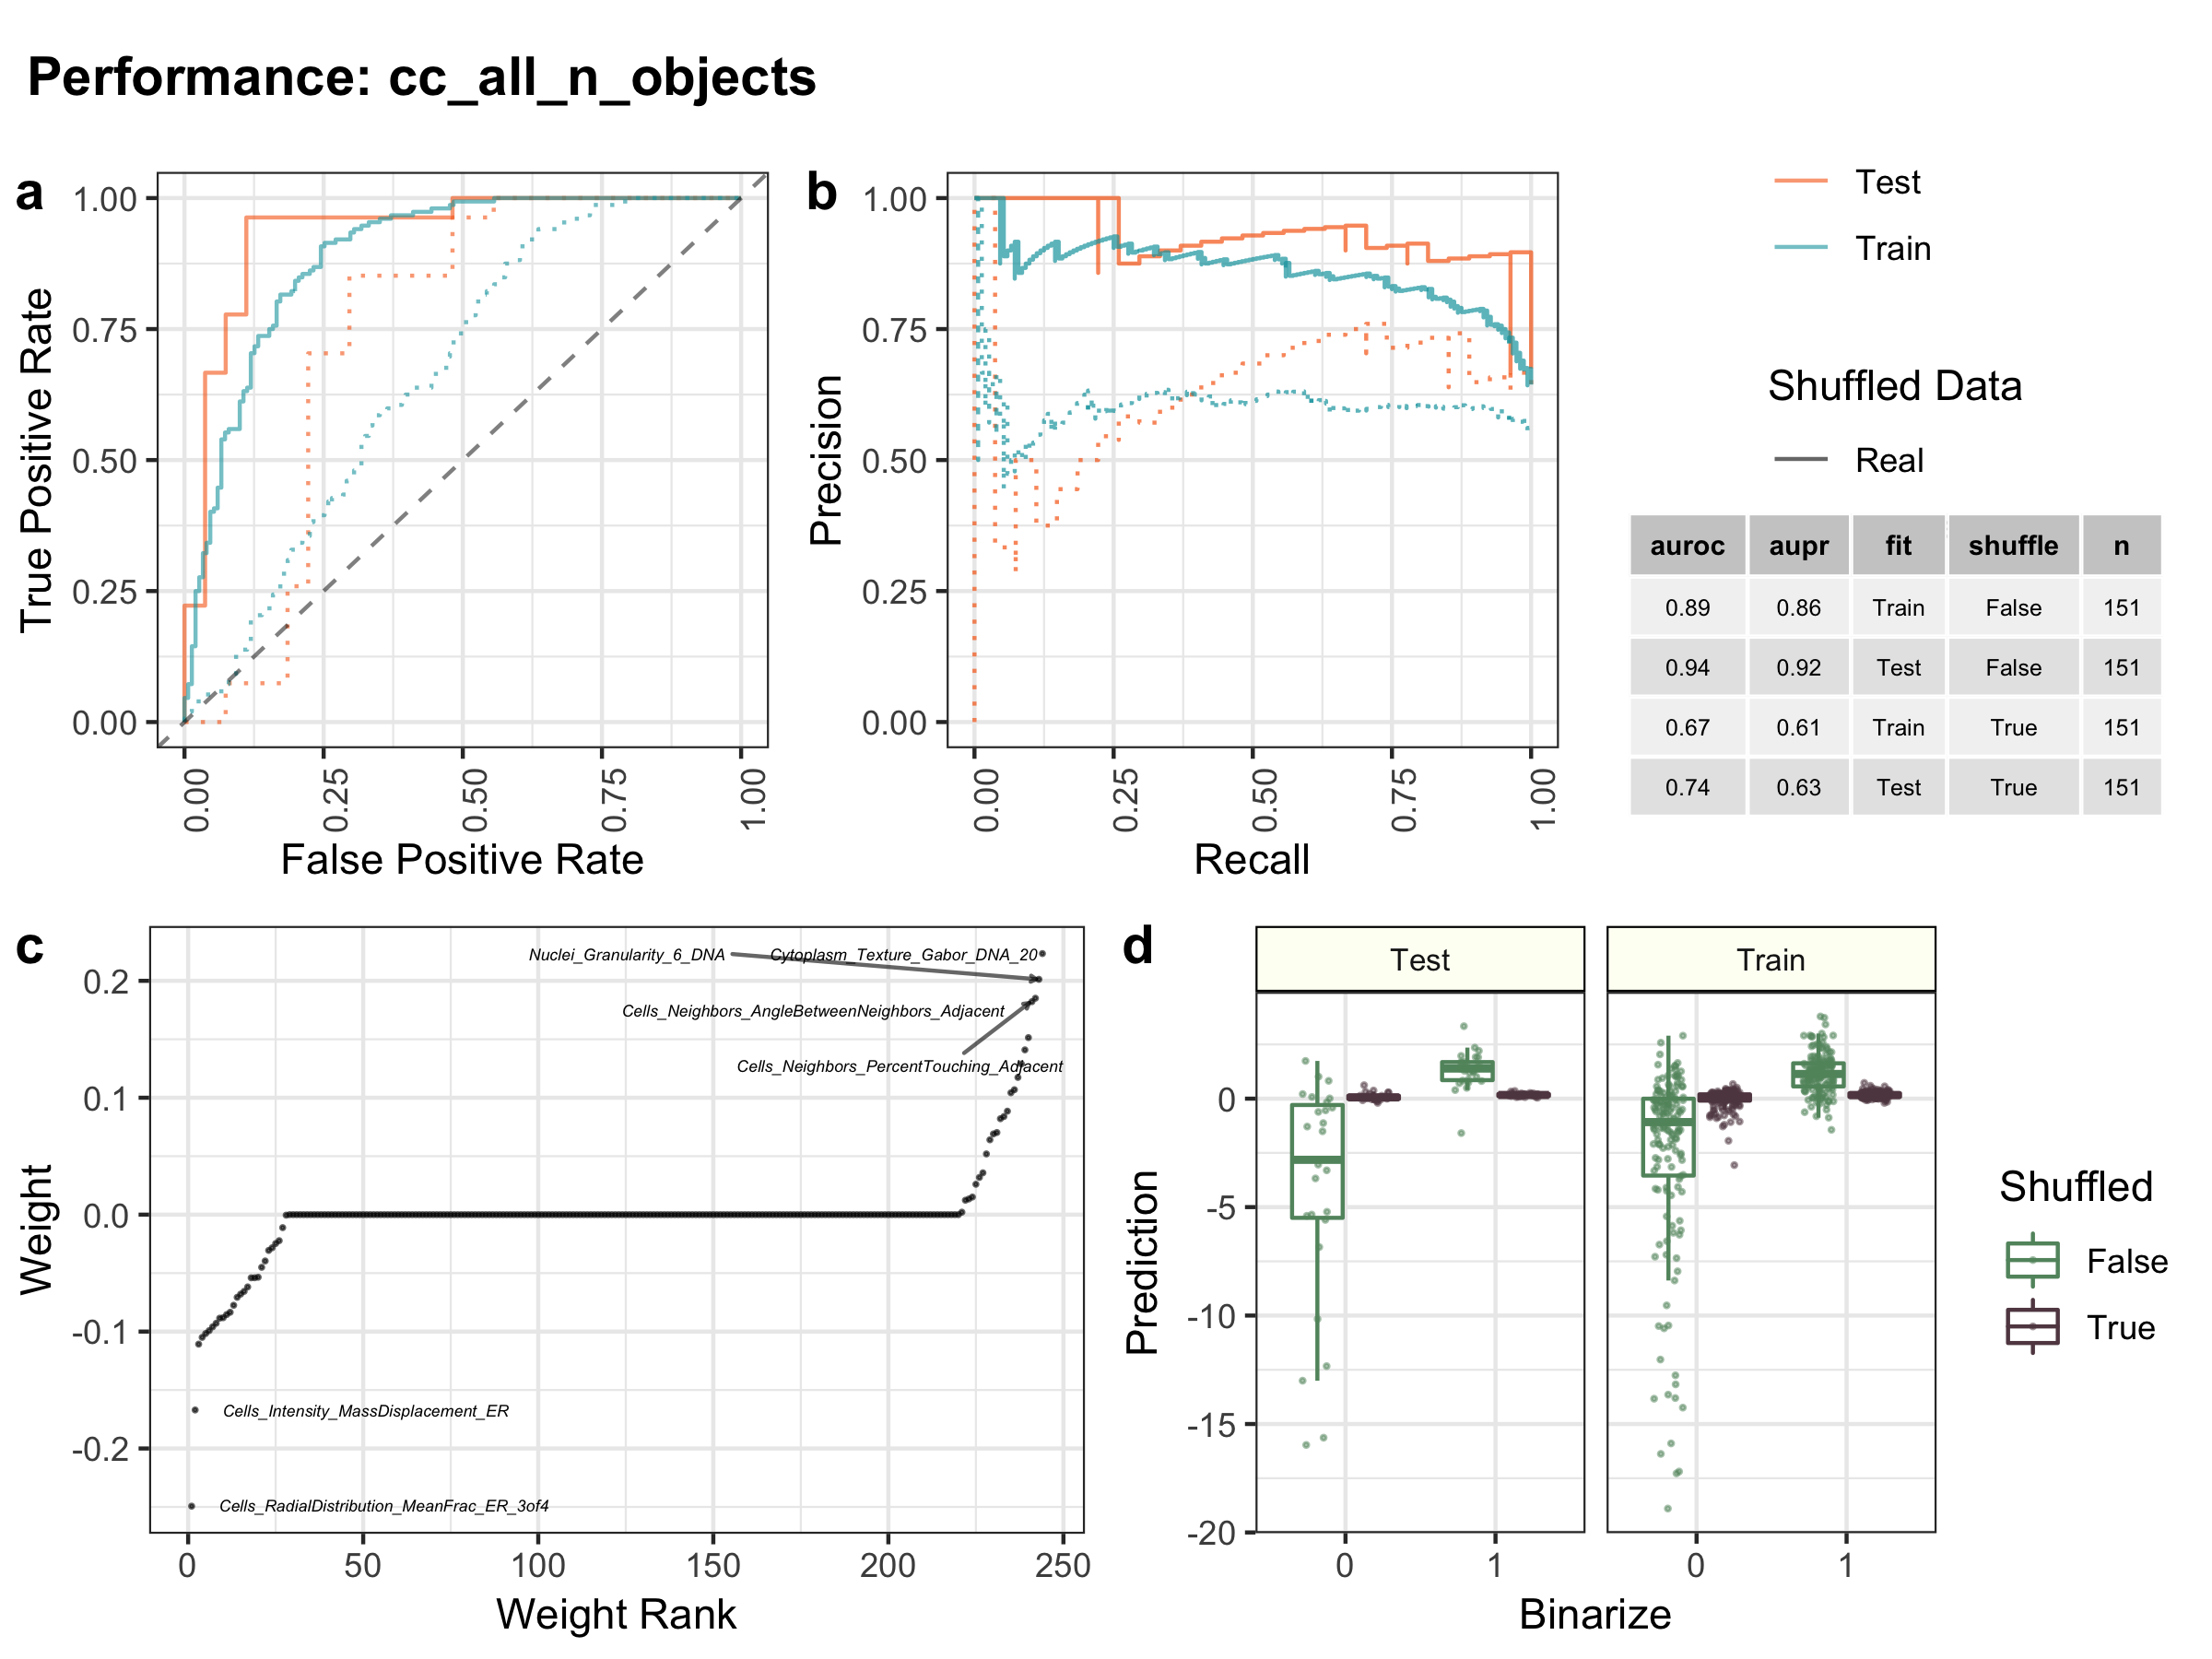 Performance: cc_all_n_objects
a
1.00
0.75
0.50
0.25
0.00
True Positive Rate
0.00
0.25
0.50
0.75
1.00
False Positive Rate
b
1.00
0.75
0.50
0.25
0.00
Precision
0.00
0.25
0.50
0.75
1.00
Recall
Test
Train
Shuffled Data
Real
auroc aupr fit shuffle n
0.89 0.86 Train False 151
0.94 0.92 Test False 151
0.67 0.61 Train True 151
0.74 0.63 Test True 151
c
0.2
0.1
0.0
-0.1
-0.2
Weight
Nuclei_Granularity_6_DNA
Cytoplasm_Texture_Gabor_DNA_20
Cells_Neighbors_AngleBetweenNeighbors_Adjacent
Cells_Neighbors_PercentTouching_Adjacent
Cells_Intensity_MassDisplacement_ER
Cells_RadialDistribution_MeanFrac_ER_3of4
0 50 100 150 200 250
Weight Rank
d
Test
Train
0
-5
-10
-15
-20
Prediction
0 1
0 1
Binarize
Shuffled
False
True